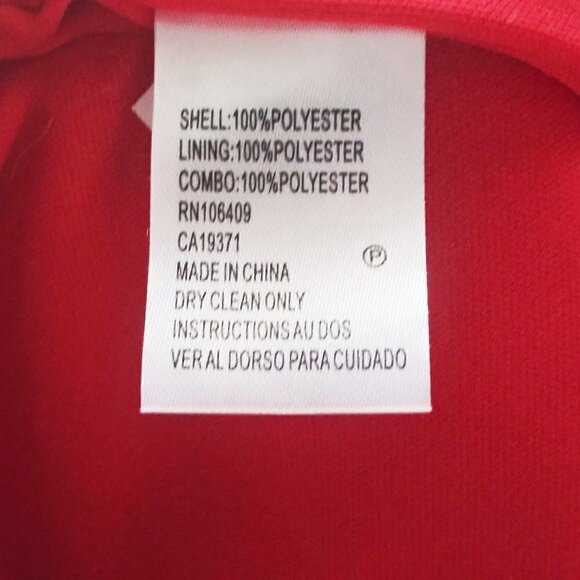 SHELL:100%POLYESTER
LINING:100%POLYESTER
COMBO:100%POLYESTER
RN106409
CA19371
P
MADE IN CHINA
DRY CLEAN ONLY
INSTRUCTIONS AU DOS
VER AL DORSO PARA CUIDADO